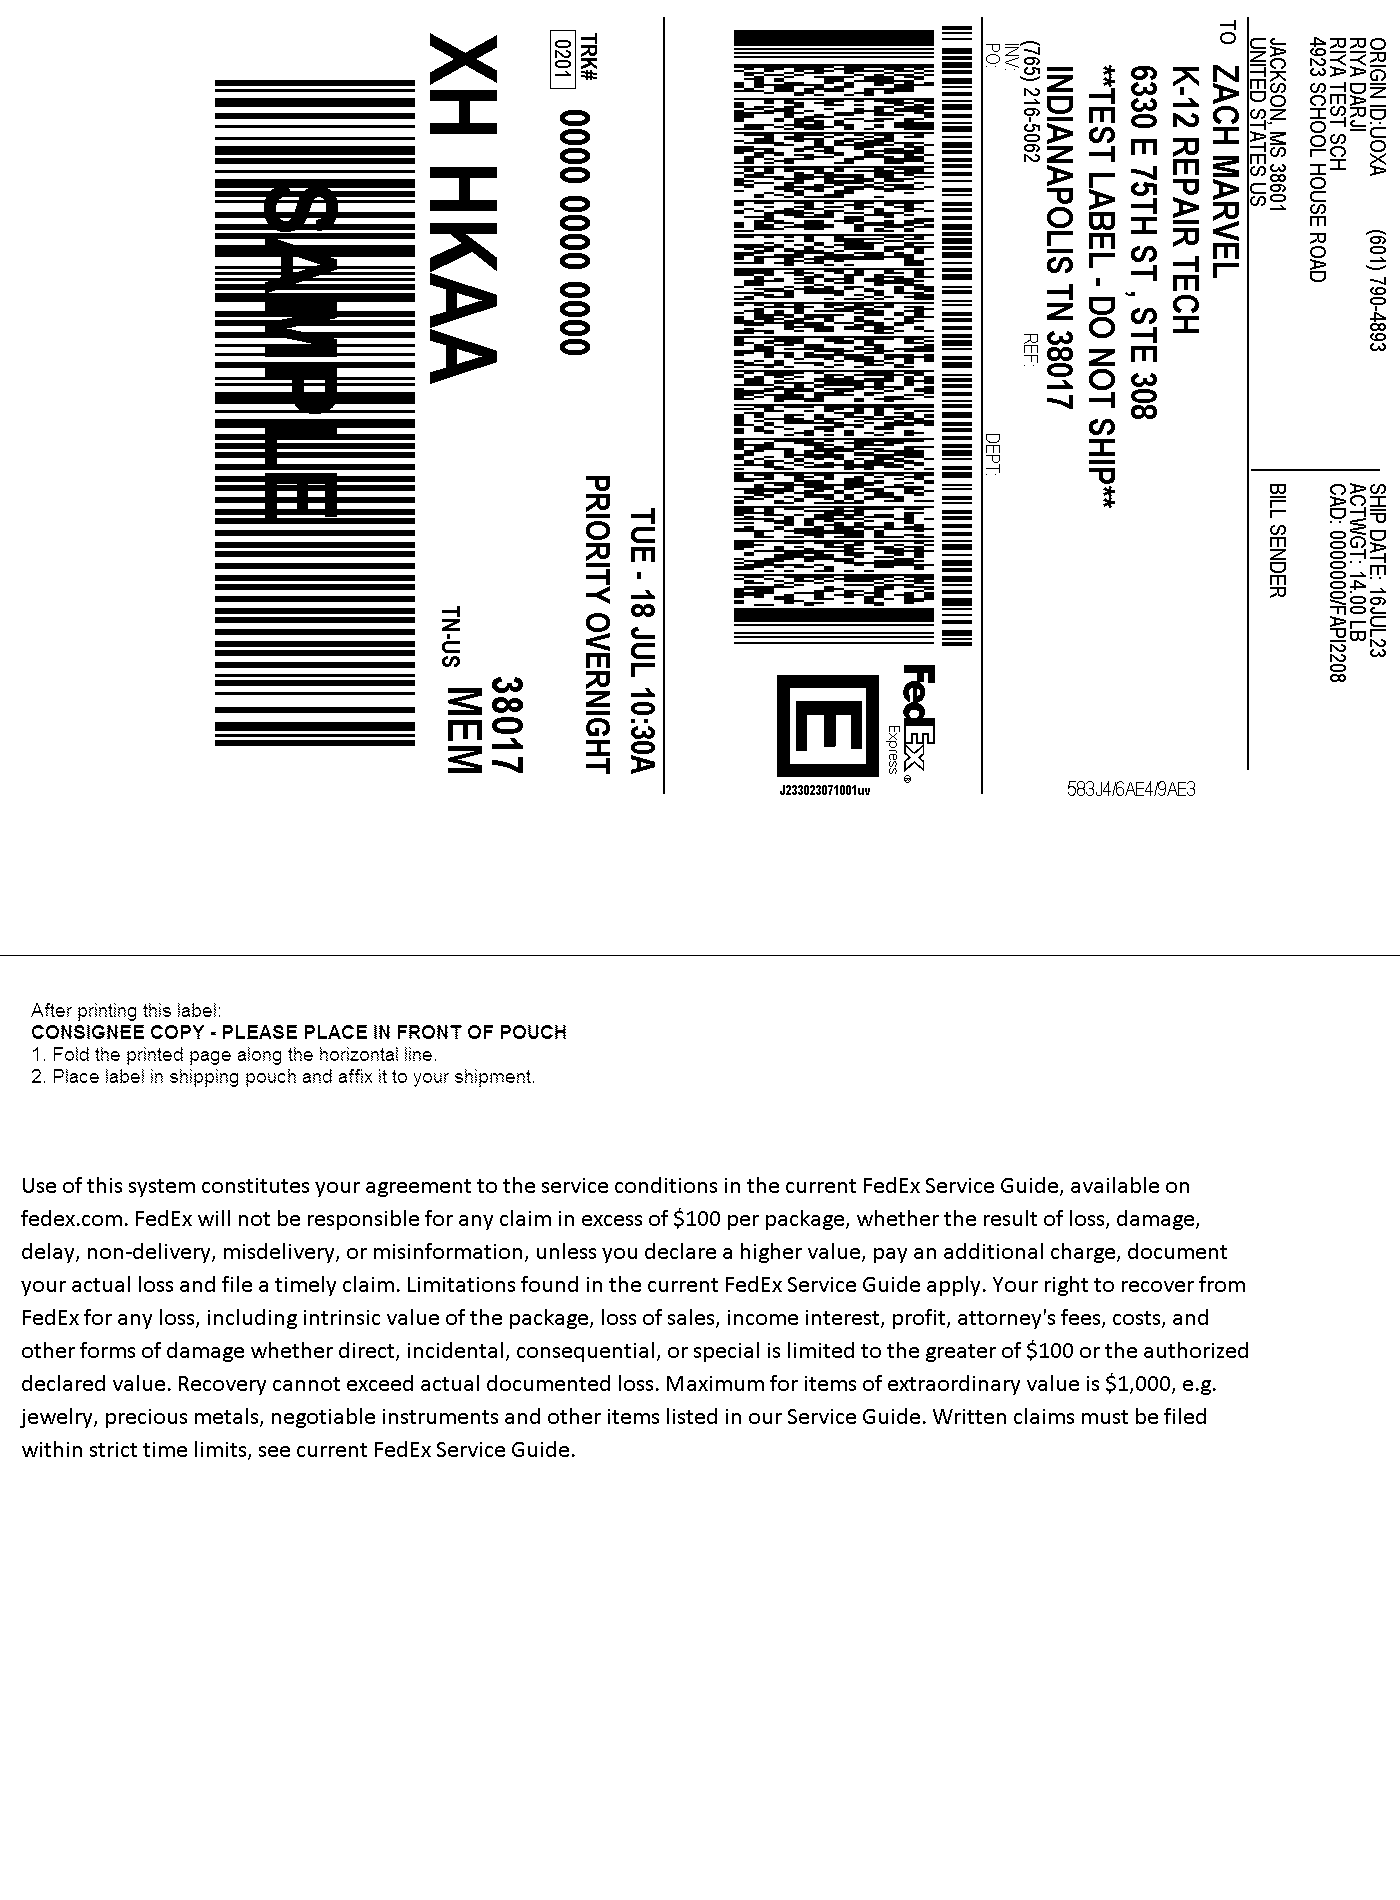 ORIGIN ID:UOXA (601) 790-4893
RIYA DARJI
RIYA TEST SCH
4923 SCHOOL HOUSE ROAD
JACKSON, MS 38601
UNITED STATES US
SHIP DATE: 16JUL23
ACTWGT: 14.00 LB
CAD: 0000000/FAPI2208
BILL SENDER
TO ZACH MARVEL
K-12 REPAIR TECH
6330 E 75TH ST , STE 308
**TEST LABEL - DO NOT SHIP**
INDIANAPOLIS TN 38017
(765) 216-5062 REF:
INV:
PO: DEPT:
583J4/6AE4/9AE3
FedEx ®
Express
E
J233023071001uv
TUE - 18 JUL 10:30A
PRIORITY OVERNIGHT
TRK#
0201
0000 0000 0000 0000
XH HKAA
38017
TN-US MEM
SAMPLE
After printing this label:
CONSIGNEE COPY - PLEASE PLACE IN FRONT OF POUCH
1. Fold the printed page along the horizontal line.
2. Place label in shipping pouch and affix it to your shipment.
Use of this system constitutes your agreement to the service conditions in the current FedEx Service Guide, available on
fedex.com. FedEx will not be responsible for any claim in excess of $100 per package, whether the result of loss, damage,
delay, non-delivery, misdelivery, or misinformation, unless you declare a higher value, pay an additional charge, document
your actual loss and file a timely claim. Limitations found in the current FedEx Service Guide apply. Your right to recover from
FedEx for any loss, including intrinsic value of the package, loss of sales, income interest, profit, attorney's fees, costs, and
other forms of damage whether direct, incidental, consequential, or special is limited to the greater of $100 or the authorized
declared value. Recovery cannot exceed actual documented loss. Maximum for items of extraordinary value is $1,000, e.g.
jewelry, precious metals, negotiable instruments and other items listed in our Service Guide. Written claims must be filed
within strict time limits, see current FedEx Service Guide.